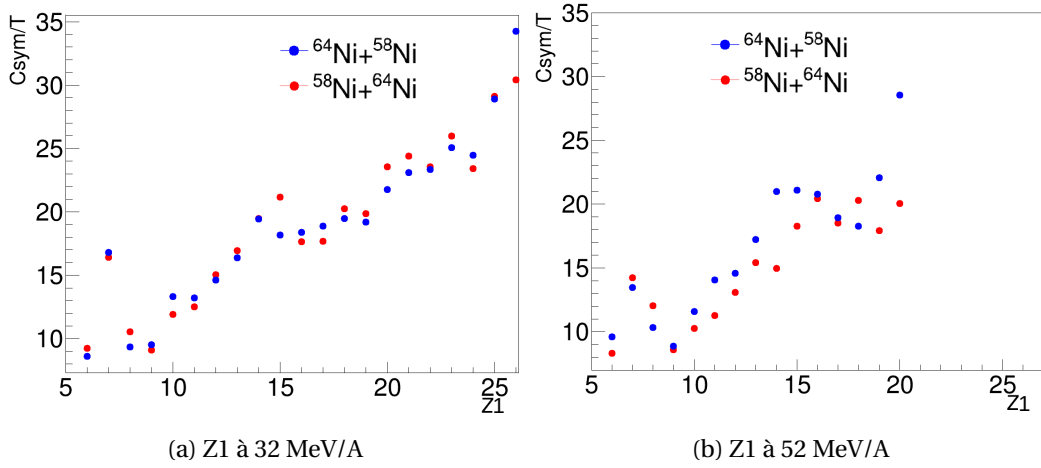 Csym/T
35
30
25
20
15
10
⁶⁴Ni+⁵⁸Ni
⁵⁸Ni+⁶⁴Ni
5 10 15 20 25
Z1
(a) Z1 à 32 MeV/A
Csym/T
35
30
25
20
15
10
⁶⁴Ni+⁵⁸Ni
⁵⁸Ni+⁶⁴Ni
5 10 15 20 25
Z1
(b) Z1 à 52 MeV/A